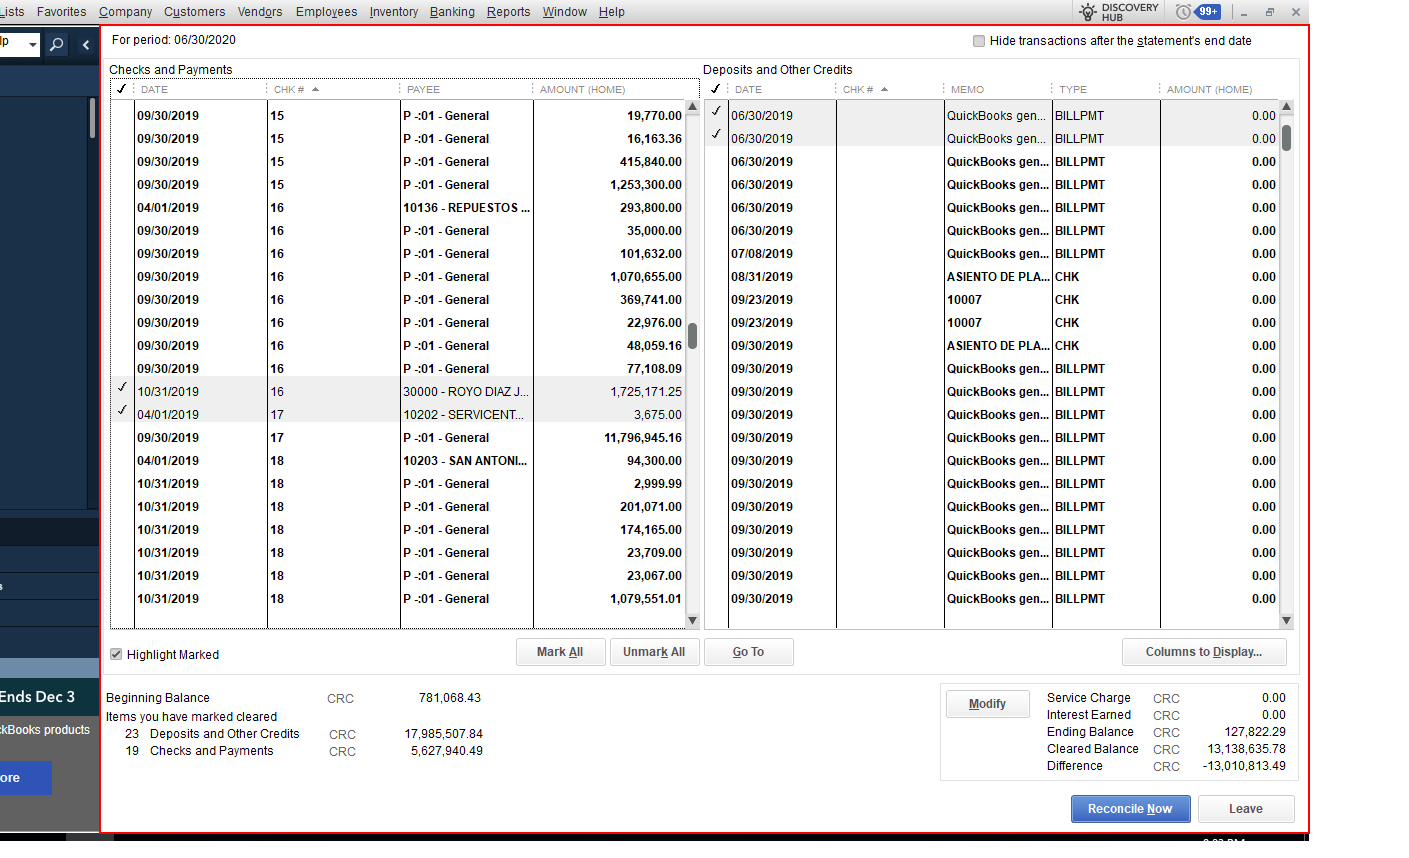 Lists Favorites Company Customers Vendors Employees Inventory Banking Reports Window Help DISCOVERY HUB 99+
lp
For period: 06/30/2020 Hide transactions after the statement's end date
Checks and Payments Deposits and Other Credits
DATE CHK # PAYEE AMOUNT (HOME) DATE CHK # MEMO TYPE AMOUNT (HOME)
09/30/2019 15 P -:01 - General 19,770.00 06/30/2019 QuickBooks gen... BILLPMT 0.00
09/30/2019 15 P -:01 - General 16,163.36 06/30/2019 QuickBooks gen... BILLPMT 0.00
09/30/2019 15 P -:01 - General 415,840.00 06/30/2019 QuickBooks gen... BILLPMT 0.00
09/30/2019 15 P -:01 - General 1,253,300.00 06/30/2019 QuickBooks gen... BILLPMT 0.00
04/01/2019 16 10136 - REPUESTOS ... 293,800.00 06/30/2019 QuickBooks gen... BILLPMT 0.00
09/30/2019 16 P -:01 - General 35,000.00 06/30/2019 QuickBooks gen... BILLPMT 0.00
09/30/2019 16 P -:01 - General 101,632.00 07/08/2019 QuickBooks gen... BILLPMT 0.00
09/30/2019 16 P -:01 - General 1,070,655.00 08/31/2019 ASIENTO DE PLA... CHK 0.00
09/30/2019 16 P -:01 - General 369,741.00 09/23/2019 10007 CHK 0.00
09/30/2019 16 P -:01 - General 22,976.00 09/23/2019 10007 CHK 0.00
09/30/2019 16 P -:01 - General 48,059.16 09/30/2019 ASIENTO DE PLA... CHK 0.00
09/30/2019 16 P -:01 - General 77,108.09 09/30/2019 QuickBooks gen... BILLPMT 0.00
10/31/2019 16 30000 - ROYO DIAZ J... 1,725,171.25 09/30/2019 QuickBooks gen... BILLPMT 0.00
04/01/2019 17 10202 - SERVICENT... 3,675.00 09/30/2019 QuickBooks gen... BILLPMT 0.00
09/30/2019 17 P -:01 - General 11,796,945.16 09/30/2019 QuickBooks gen... BILLPMT 0.00
04/01/2019 18 10203 - SAN ANTONI... 94,300.00 09/30/2019 QuickBooks gen... BILLPMT 0.00
10/31/2019 18 P -:01 - General 2,999.99 09/30/2019 QuickBooks gen... BILLPMT 0.00
10/31/2019 18 P -:01 - General 201,071.00 09/30/2019 QuickBooks gen... BILLPMT 0.00
10/31/2019 18 P -:01 - General 174,165.00 09/30/2019 QuickBooks gen... BILLPMT 0.00
10/31/2019 18 P -:01 - General 23,709.00 09/30/2019 QuickBooks gen... BILLPMT 0.00
10/31/2019 18 P -:01 - General 23,067.00 09/30/2019 QuickBooks gen... BILLPMT 0.00
10/31/2019 18 P -:01 - General 1,079,551.01 09/30/2019 QuickBooks gen... BILLPMT 0.00
Highlight Marked Mark All Unmark All Go To Columns to Display...
Beginning Balance CRC 781,068.43
Items you have marked cleared
23 Deposits and Other Credits CRC 17,985,507.84
19 Checks and Payments CRC 5,627,940.49
Modify
Service Charge CRC 0.00
Interest Earned CRC 0.00
Ending Balance CRC 127,822.29
Cleared Balance CRC 13,138,635.78
Difference CRC -13,010,813.49
Reconcile Now Leave
s
Ends Dec 3
ckBooks products
ore